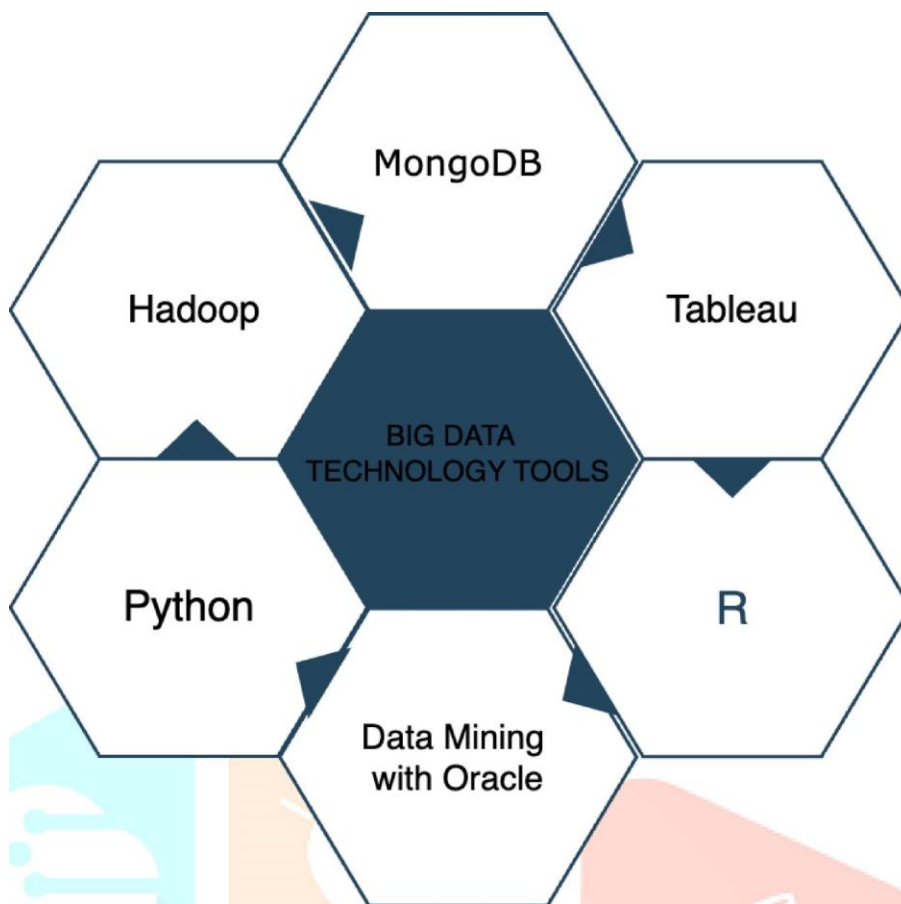 MongoDB
Hadoop
Tableau
BIG DATA
TECHNOLOGY TOOLS
Python
R
Data Mining
with Oracle